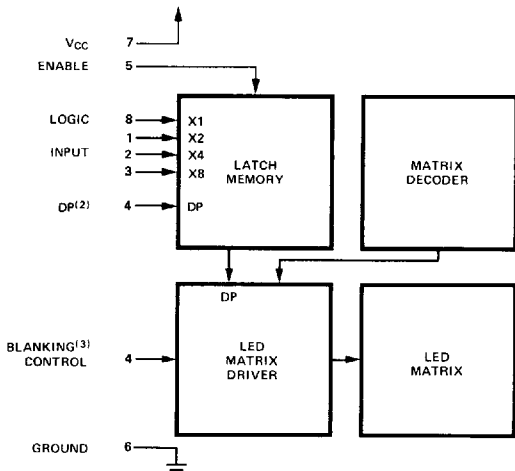 VCC 7
ENABLE 5
LOGIC 8 X1
1 X2
INPUT 2 X4
3 X8
LATCH
MEMORY
MATRIX
DECODER
DP(2) 4 DP
DP
BLANKING(3)
CONTROL 4
LED
MATRIX
DRIVER
LED
MATRIX
GROUND 6